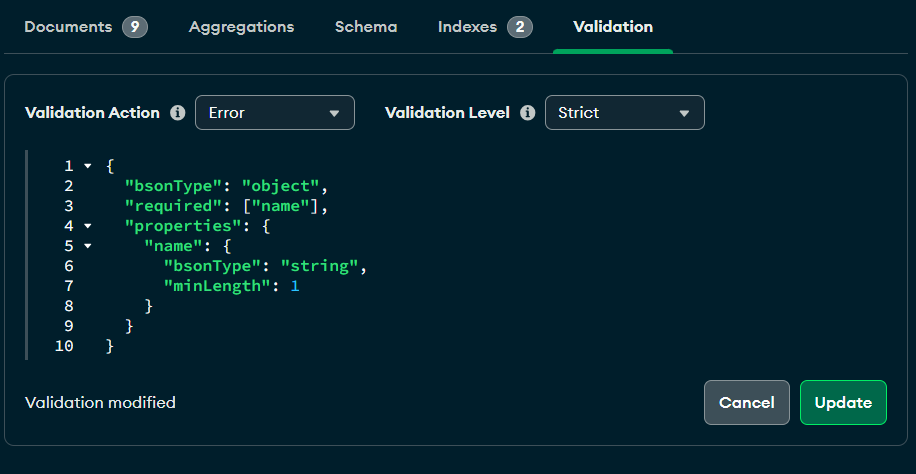 Documents 9 Aggregations Schema Indexes 2 Validation
Validation Action Error Validation Level Strict
1 {
2 "bsonType": "object",
3 "required": ["name"],
4 "properties": {
5 "name": {
6 "bsonType": "string",
7 "minLength": 1
8 }
9 }
10 }
Validation modified Cancel Update